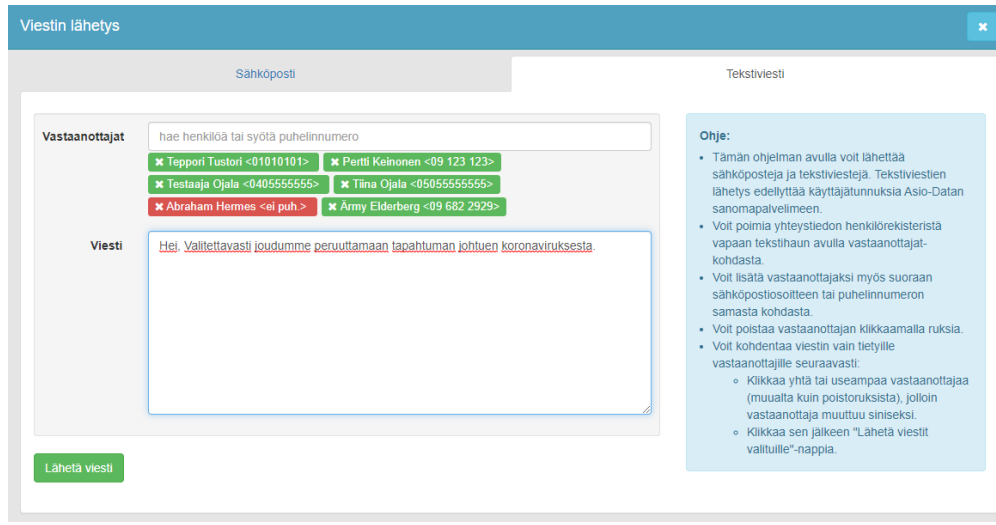 Viestin lähetys
×
Sähköposti
Tekstiviesti
Vastaanottajat
hae henkilöä tai syötä puhelinnumero
× Teppori Tustori <01010101> × Pertti Keinonen <09 123 123>
× Testaaja Ojala <0405555555> × Tiina Ojala <05055555555>
× Abraham Hermes <ei puh.> × Ärmy Elderberg <09 682 2929>
Viesti
Hei, Valitettavasti joudumme peruuttamaan tapahtuman johtuen koronaviruksesta.
Lähetä viesti
Ohje:
• Tämän ohjelman avulla voit lähettää
sähköposteja ja tekstiviestejä. Tekstiviestien
lähetys edellyttää käyttäjätunnuksia Asio-Datan
sanomapalvelimeen.
• Voit poimia yhteystiedon henkilörekisteristä
vapaan tekstihaun avulla vastaanottajat-
kohdasta.
• Voit lisätä vastaanottajaksi myös suoraan
sähköpostiosoitteen tai puhelinnumeron
samasta kohdasta.
• Voit poistaa vastaanottajan klikkaamalla ruksia.
• Voit kohdentaa viestin vain tietyille
vastaanottajille seuraavasti:
◦ Klikkaa yhtä tai useampaa vastaanottajaa
(muualta kuin poistoruksista), jolloin
vastaanottaja muuttuu siniseksi.
◦ Klikkaa sen jälkeen "Lähetä viestit
valituille"-nappia.